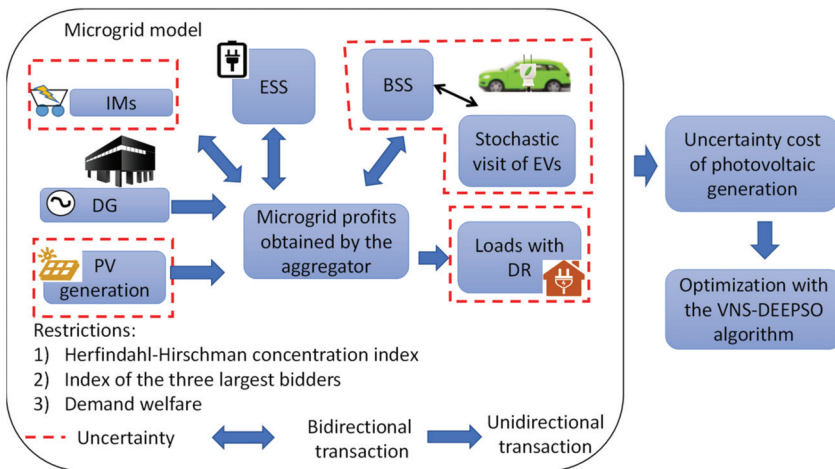 Microgrid model
IMs
ESS
BSS
Stochastic
visit of EVs
DG
Microgrid profits
obtained by the
aggregator
PV
generation
Loads with
DR
Uncertainty cost
of photovoltaic
generation
Optimization with
the VNS-DEEPSO
algorithm
Restrictions:
1) Herfindahl-Hirschman concentration index
2) Index of the three largest bidders
3) Demand welfare
Uncertainty
Bidirectional
transaction
Unidirectional
transaction